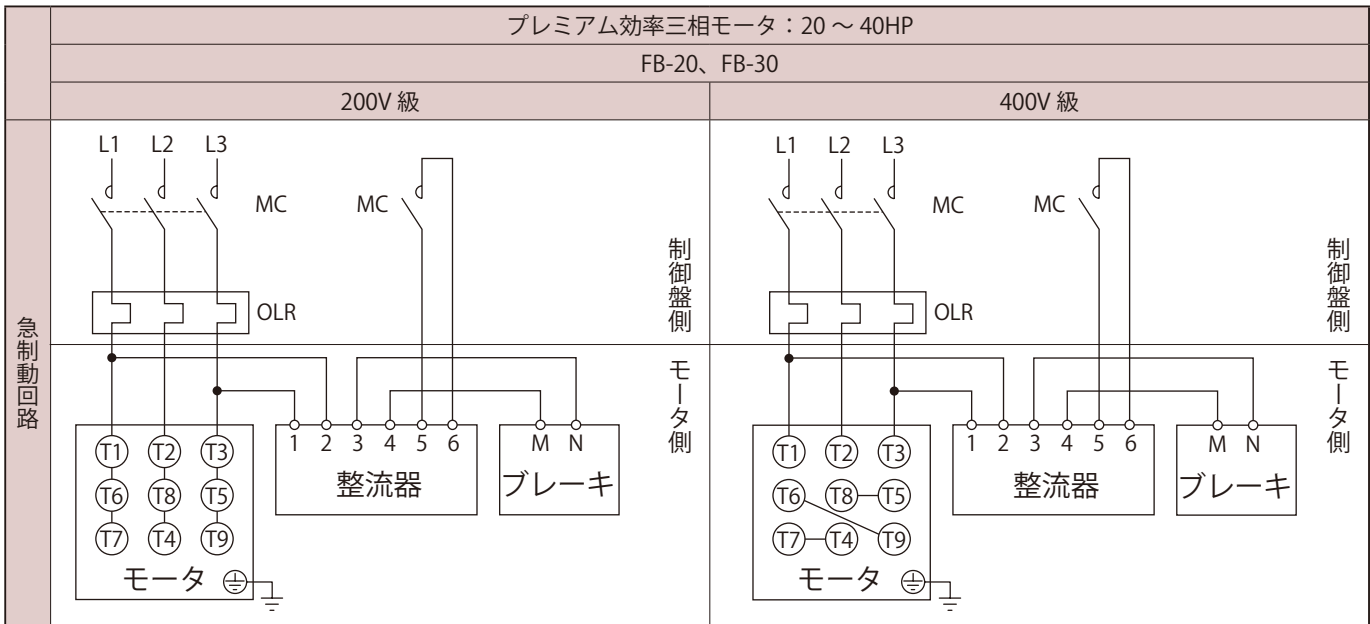 プレミアム効率三相モータ：20 ～ 40HP
FB-20、FB-30
200V 級
400V 級
急制動回路
L1 L2 L3
MC
MC
制御盤側
OLR
モータ側
T1 T2 T3
T6 T8 T5
T7 T4 T9
モータ
1 2 3 4 5 6
整流器
M N
ブレーキ
L1 L2 L3
MC
MC
制御盤側
OLR
モータ側
T1 T2 T3
T6 T8 T5
T7 T4 T9
モータ
1 2 3 4 5 6
整流器
M N
ブレーキ